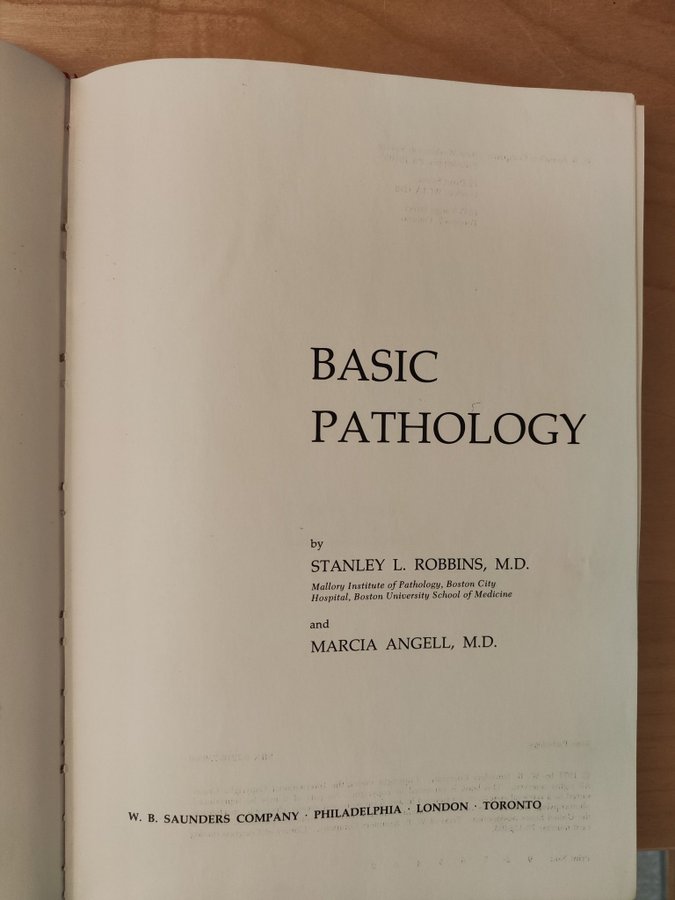 BASIC
PATHOLOGY
by
STANLEY L. ROBBINS, M.D.
Mallory Institute of Pathology, Boston City
Hospital, Boston University School of Medicine
and
MARCIA ANGELL, M.D.
W. B. SAUNDERS COMPANY · PHILADELPHIA · LONDON · TORONTO